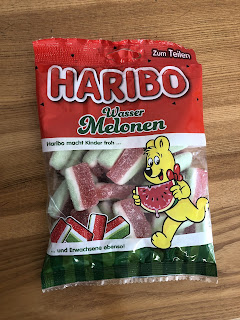 Zum Teilen
HARIBO
Wasser
Melonen
Haribo macht Kinder froh ...
... und Erwachsene ebenso!